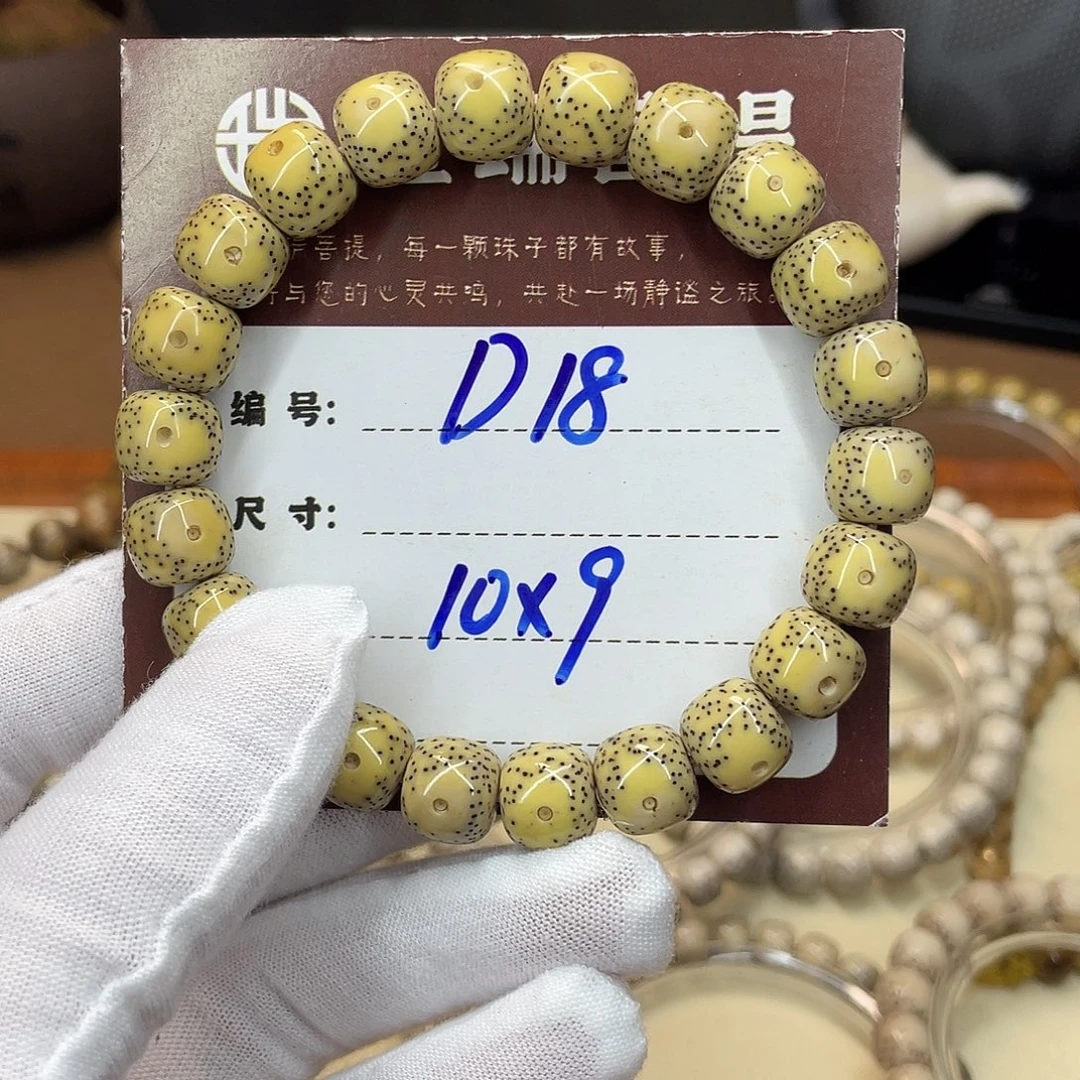 菩提，每一颗珠子都有故事，
与您的心灵共鸣，共赴一场静谧之旅。
编号：D18
尺寸：
10x9